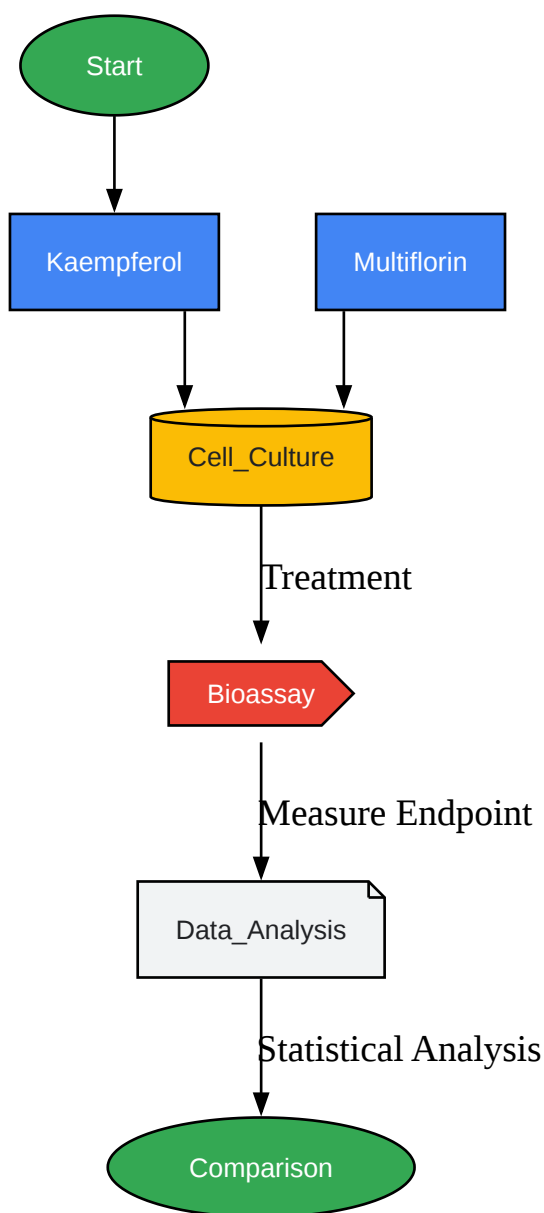 Start
Kaempferol
Multiflorin
Cell_Culture
Treatment
Bioassay
Measure Endpoint
Data_Analysis
Statistical Analysis
Comparison